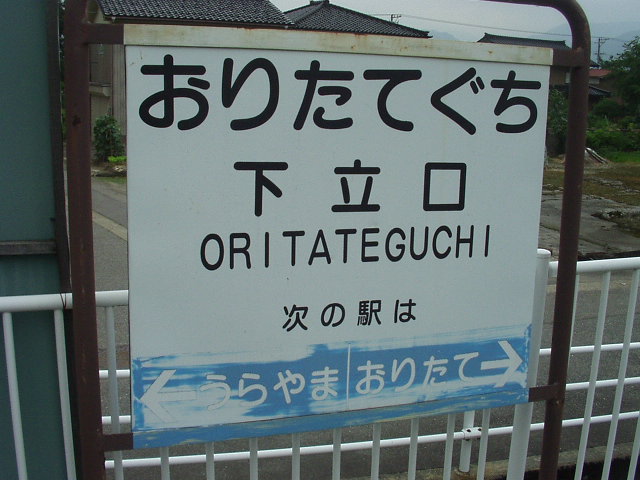 おりたてぐち
下立口
ORITATEGUCHI
次の駅は
← うらやま | おりたて →